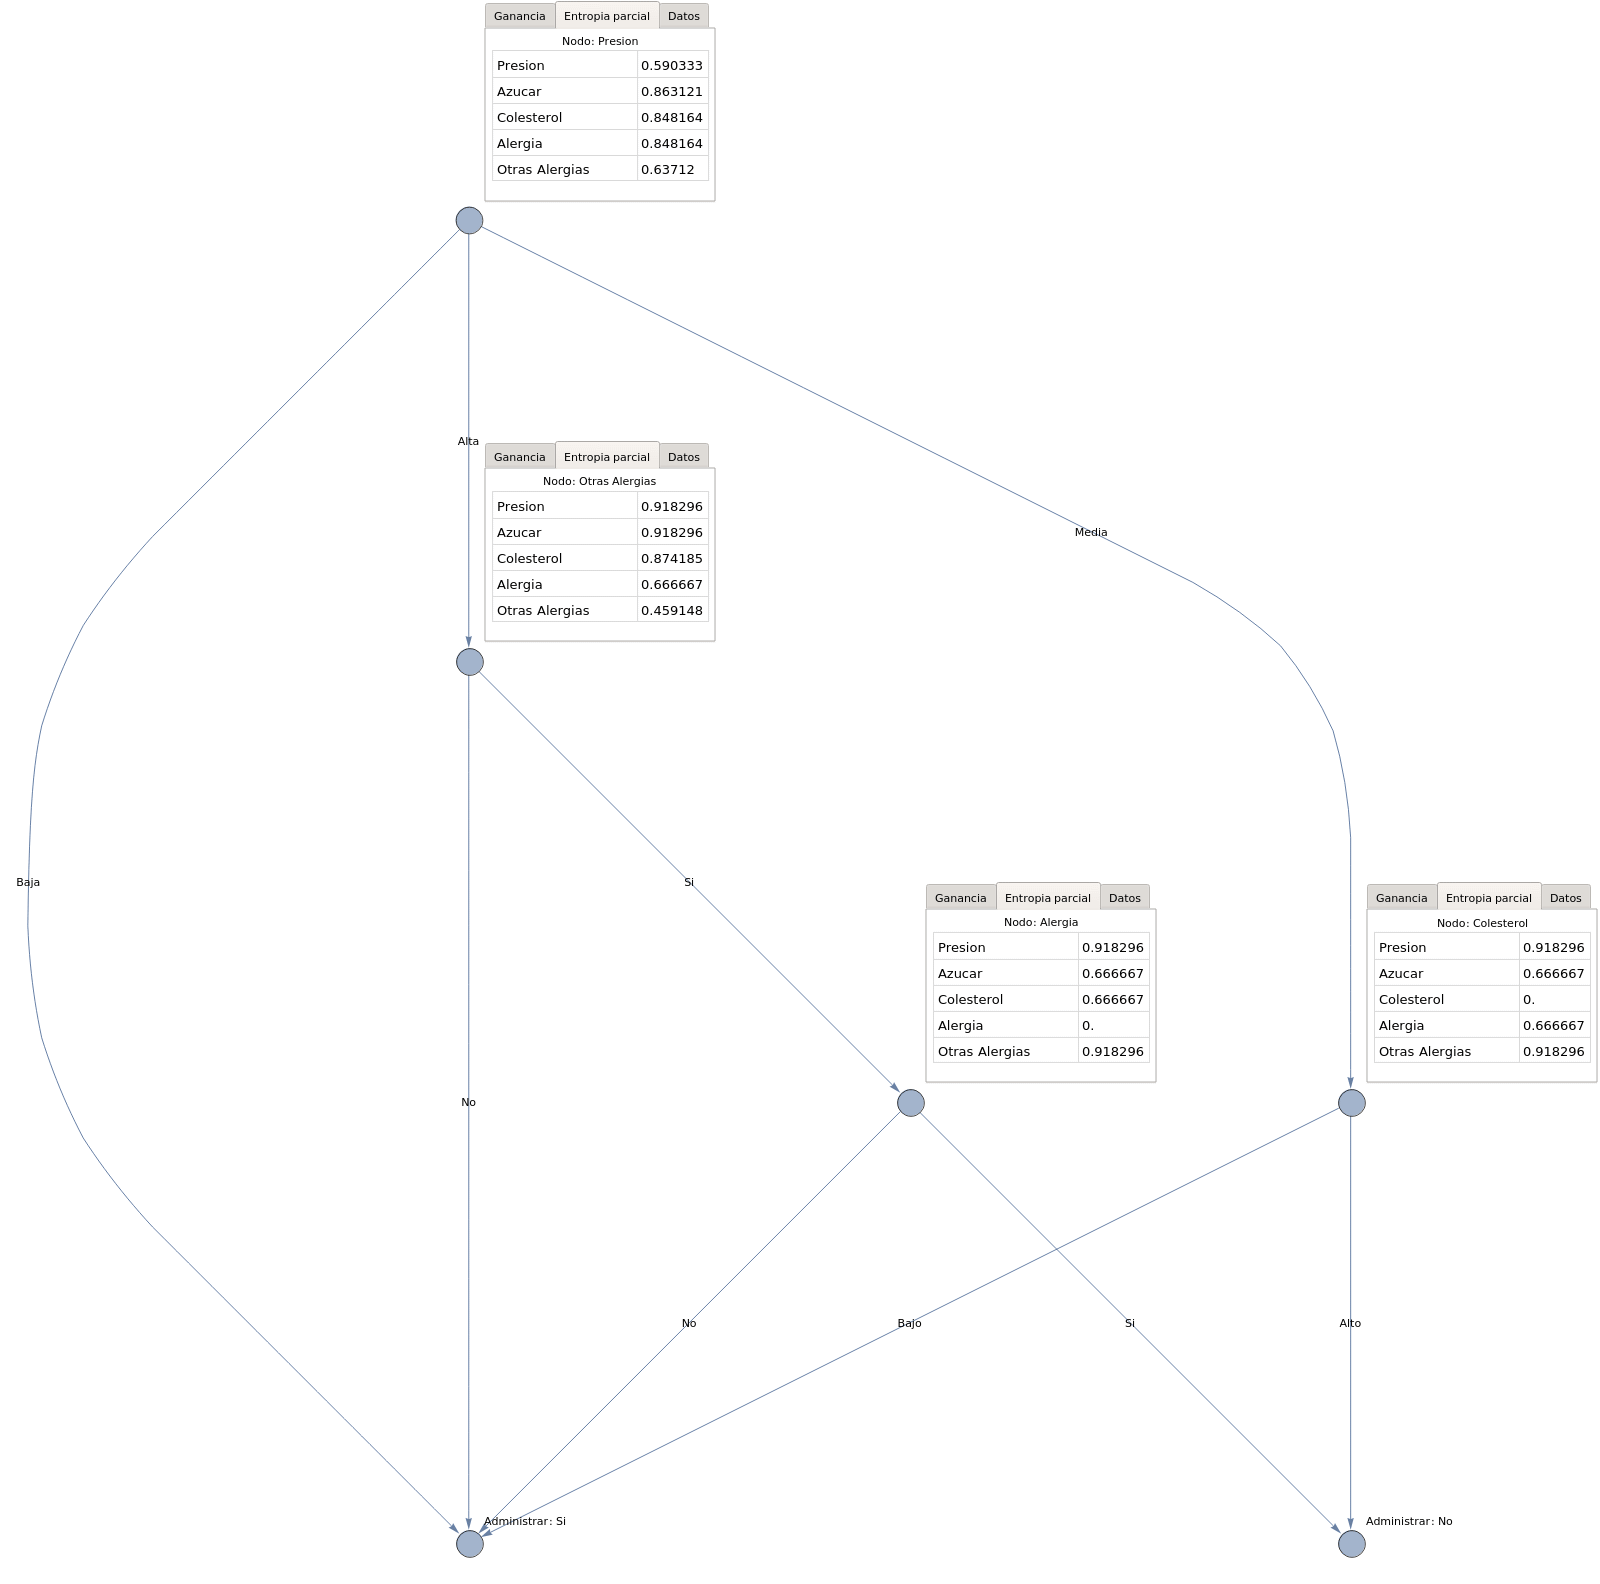 Ganancia Entropia parcial Datos
Nodo: Presion
Presion 0.590333
Azucar 0.863121
Colesterol 0.848164
Alergia 0.848164
Otras Alergias 0.63712
Alta
Ganancia Entropia parcial Datos
Nodo: Otras Alergias
Presion 0.918296
Azucar 0.918296
Colesterol 0.874185
Alergia 0.666667
Otras Alergias 0.459148
Media
Baja
Si
Ganancia Entropia parcial Datos
Nodo: Alergia
Presion 0.918296
Azucar 0.666667
Colesterol 0.666667
Alergia 0.
Otras Alergias 0.918296
Ganancia Entropia parcial Datos
Nodo: Colesterol
Presion 0.918296
Azucar 0.666667
Colesterol 0.
Alergia 0.666667
Otras Alergias 0.918296
No
No
Bajo
Si
Alto
Administrar: Si
Administrar: No